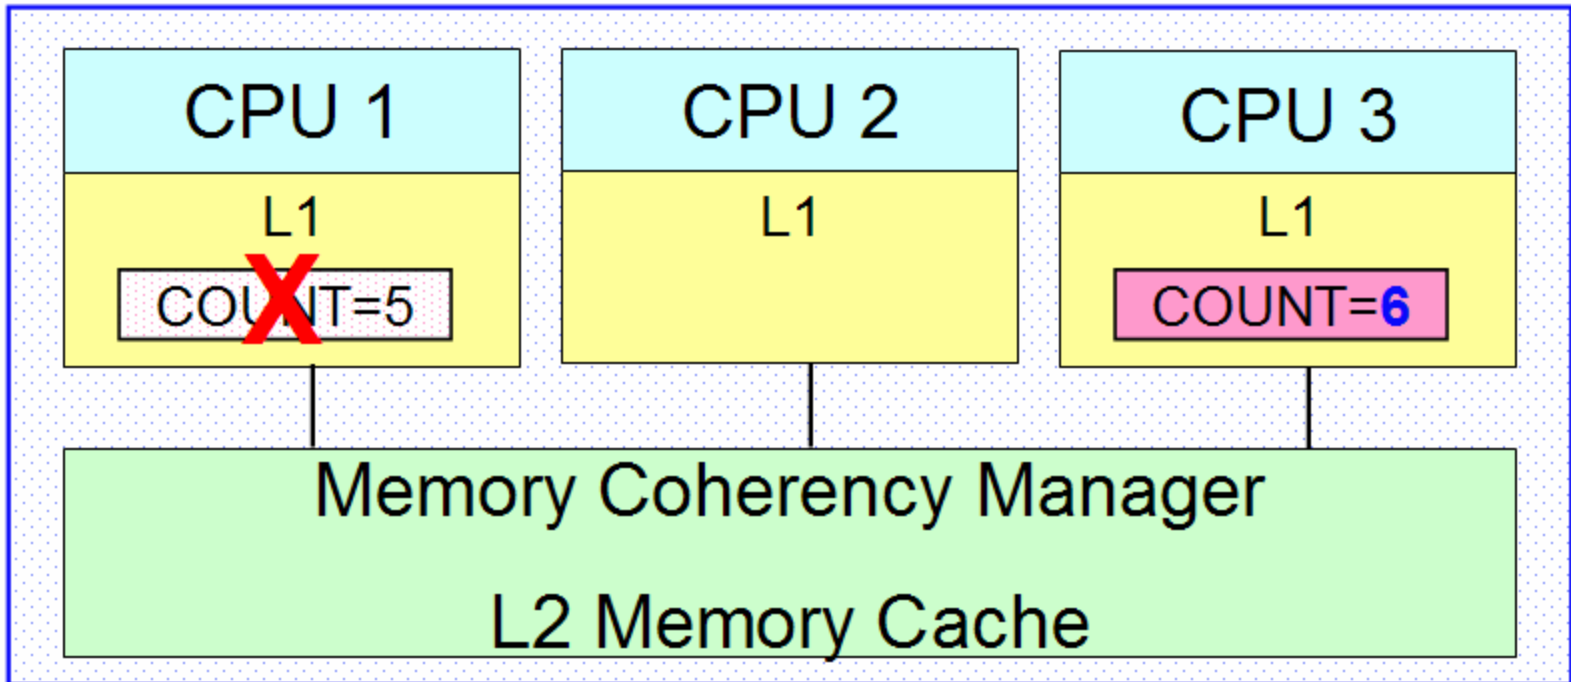 CPU 1
CPU 2
CPU 3
L1
L1
L1
COUNT=5
X
COUNT=6
Memory Coherency Manager
L2 Memory Cache